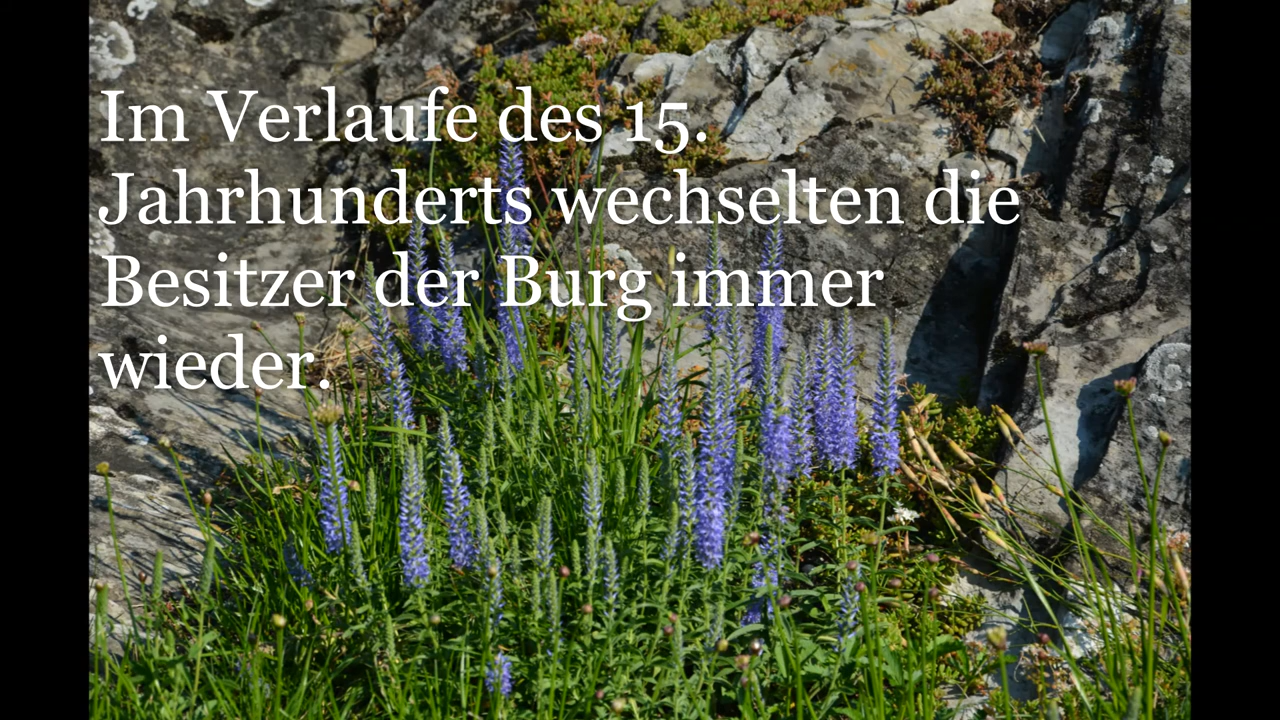 Im Verlaufe des 15.
Jahrhunderts wechselten die
Besitzer der Burg immer
wieder.